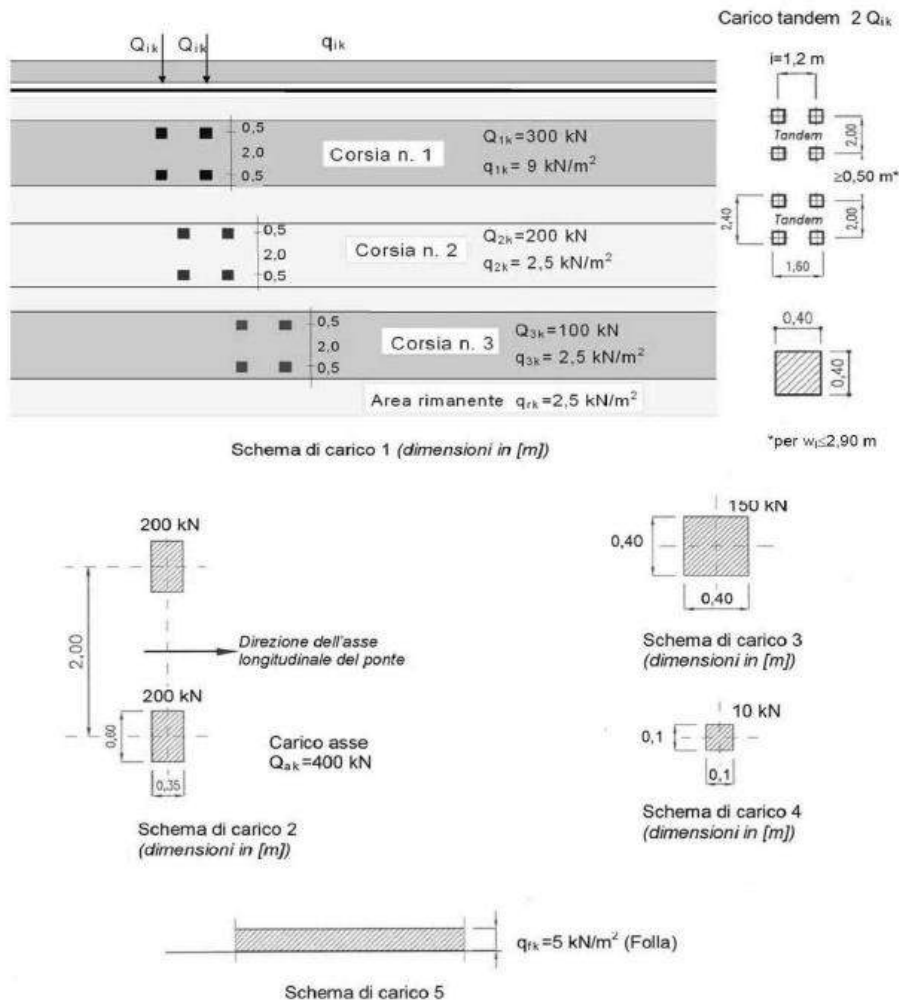 Carico tandem 2 Qik
Qik Qik qik
i=1,2 m
Tandem
2,00
≥0,50 m*
Tandem
2,40
2,00
1,60
0,5
2,0
0,5
Corsia n. 1
Q1k=300 kN
q1k= 9 kN/m²
0,5
2,0
0,5
Corsia n. 2
Q2k=200 kN
q2k= 2,5 kN/m²
0,5
2,0
0,5
Corsia n. 3
Q3k=100 kN
q3k= 2,5 kN/m²
Area rimanente qrk=2,5 kN/m²
0,40
0,40
*per wl≤2,90 m
Schema di carico 1 (dimensioni in [m])
200 kN
2,00
Direzione dell'asse
longitudinale del ponte
200 kN
0,60
0,35
Carico asse
Qak=400 kN
Schema di carico 2
(dimensioni in [m])
150 kN
0,40
0,40
Schema di carico 3
(dimensioni in [m])
10 kN
0,1
0,1
Schema di carico 4
(dimensioni in [m])
qfk=5 kN/m² (Folla)
Schema di carico 5